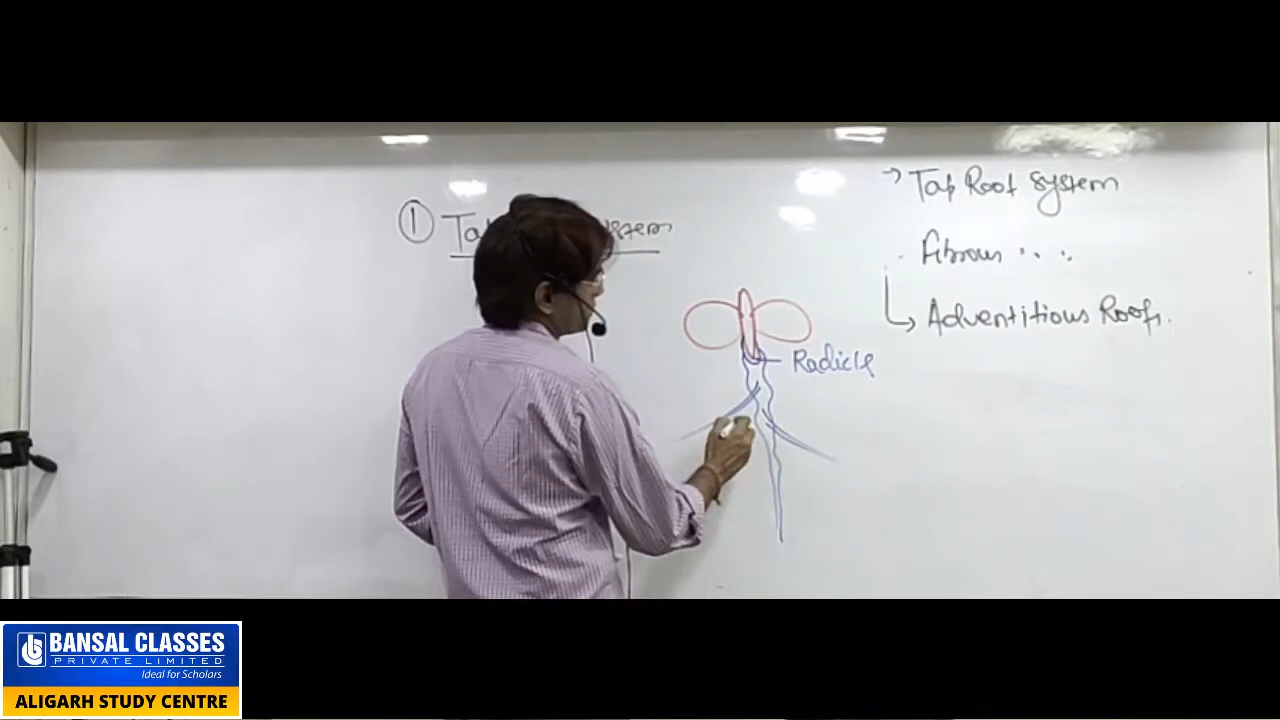 ① Ta stem
→ Tap Root System
Fibrous " "
↳ Adventitious Roots.
Radicle
BANSAL CLASSES
PRIVATE LIMITED
Ideal for Scholars
ALIGARH STUDY CENTRE